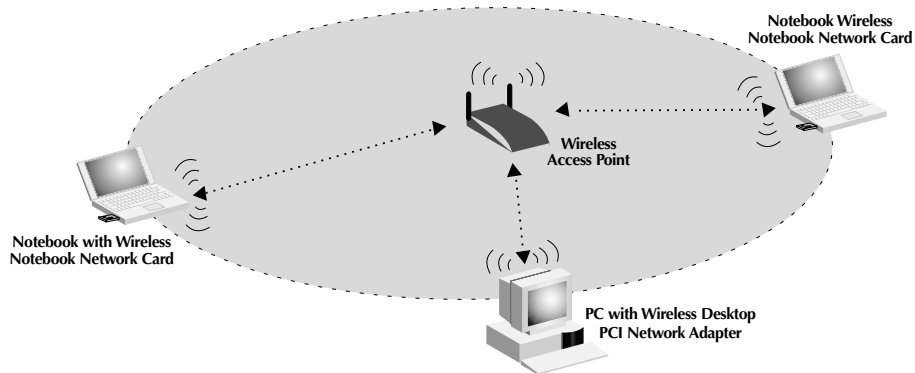 Notebook Wireless
Notebook Network Card
Wireless
Access Point
Notebook with Wireless
Notebook Network Card
PC with Wireless Desktop
PCI Network Adapter